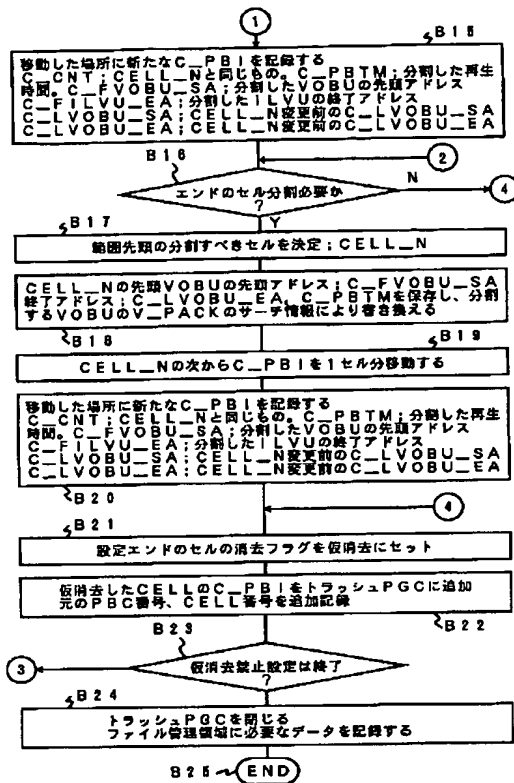 1
B15
移動した場所に新たなC_PBIを記録する
C_CNT;CELL_Nと同じもの。C_PBTM;分割した再生
時間。C_FVOBU_SA;分割したVOBUの先頭アドレス
C_FILVU_EA;分割したILVUの終了アドレス
C_LVOBU_SA;CELL_N変更前のC_LVOBU_SA
C_LVOBU_EA;CELL_N変更前のC_LVOBU_EA
B16
2
エンドのセル分割必要か
?
N
4
Y
B17
範囲先頭の分割すべきセルを決定;CELL_N
CELL_Nの先頭VOBUの先頭アドレス;C_FVOBU_SA
終了アドレス;C_LVOBU_EA、C_PBTMを保存し、分割
するVOBUのV_PACKのサーチ情報により書き換える
B18
B19
CELL_Nの次からC_PBIを1セル分移動する
移動した場所に新たなC_PBIを記録する
C_CNT;CELL_Nと同じもの。C_PBTM;分割した再生
時間。C_FVOBU_SA;分割したVOBUの先頭アドレス
C_FILVU_EA;分割したILVUの終了アドレス
C_LVOBU_SA;CELL_N変更前のC_LVOBU_SA
C_LVOBU_EA;CELL_N変更前のC_LVOBU_EA
B20
4
B21
設定エンドのセルの消去フラグを仮消去にセット
仮消去したCELLのC_PBIをトラッシュPGCに追加
元のPBC番号、CELL番号を追加記録
B22
B23
3
仮消去禁止設定は終了
?
B24
トラッシュPGCを閉じる
ファイル管理領域に必要なデータを記録する
B25
END